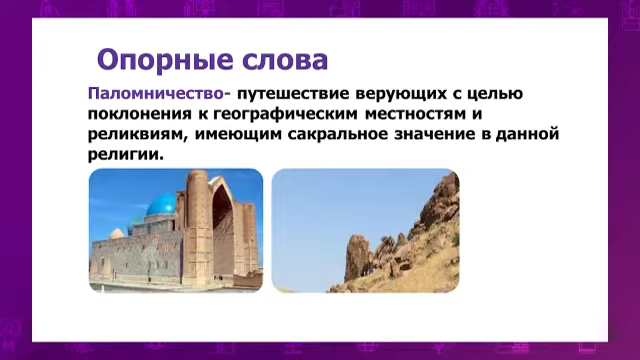 Опорные слова
Паломничество- путешествие верующих с целью
поклонения к географическим местностям и
реликвиям, имеющим сакральное значение в данной
религии.